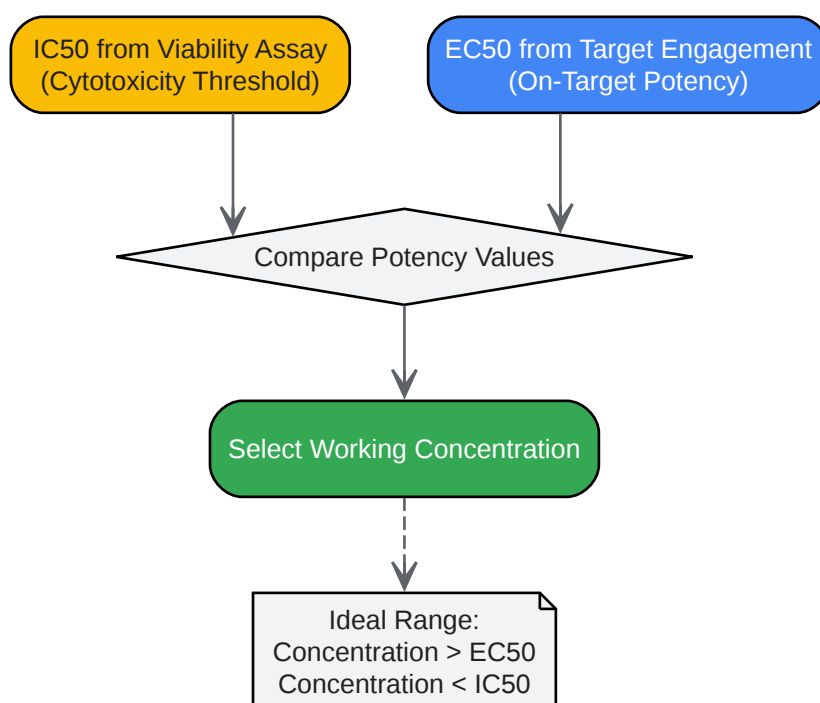 IC50 from Viability Assay
(Cytotoxicity Threshold)
EC50 from Target Engagement
(On-Target Potency)
Compare Potency Values
Select Working Concentration
Ideal Range:
Concentration > EC50
Concentration < IC50